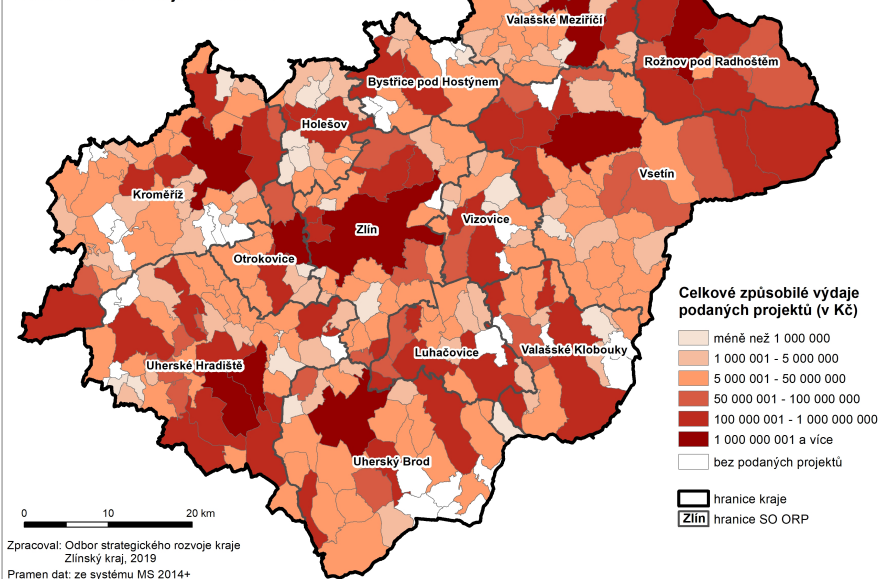 Valašské Meziříčí
Rožnov pod Radhoštěm
Bystřice pod Hostýnem
Holešov
Vsetín
Kroměříž
Vizovice
Zlín
Otrokovice
Luhačovice
Valašské Klobouky
Uherské Hradiště
Uherský Brod
Celkové způsobilé výdaje
podaných projektů (v Kč)
méně než 1 000 000
1 000 001 - 5 000 000
5 000 001 - 50 000 000
50 000 001 - 100 000 000
100 000 001 - 1 000 000 000
1 000 000 001 a více
bez podaných projektů
hranice kraje
Zlín hranice SO ORP
0 10 20 km
Zpracoval: Odbor strategického rozvoje kraje
Zlínský kraj, 2019
Pramen dat: ze systému MS 2014+